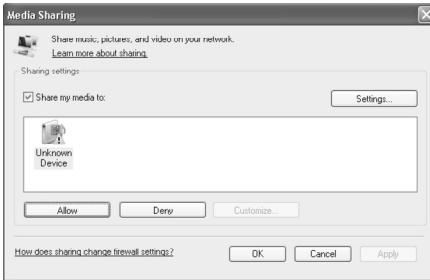 Media Sharing
Share music, pictures, and video on your network.
Learn more about sharing.
Sharing settings
Share my media to:
Settings...
Unknown
Device
Allow
Deny
Customize...
How does sharing change firewall settings?
OK
Cancel
Apply